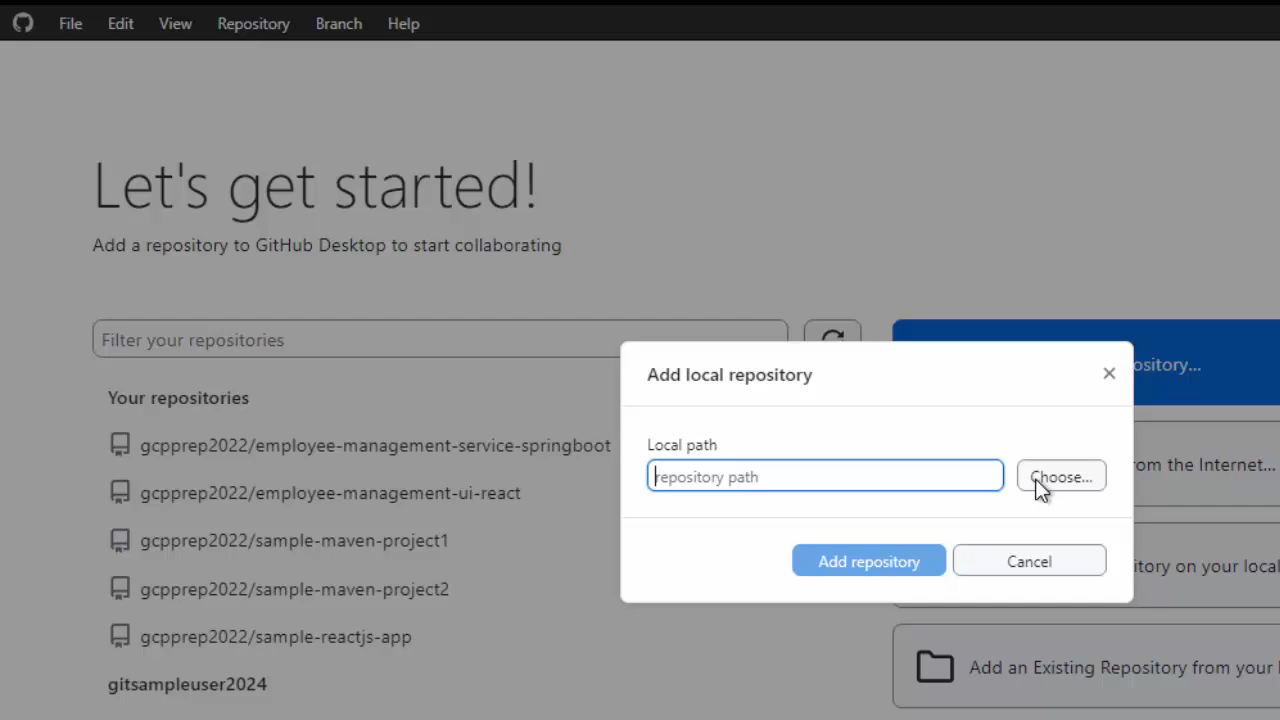 File Edit View Repository Branch Help
Let's get started!
Add a repository to GitHub Desktop to start collaborating
Filter your repositories
Your repositories
gcpprep2022/employee-management-service-springboot
gcpprep2022/employee-management-ui-react
gcpprep2022/sample-maven-project1
gcpprep2022/sample-maven-project2
gcpprep2022/sample-reactjs-app
gitsampleuser2024
Add local repository
Local path
repository path
Choose...
Add repository
Cancel
ository...
om the Internet...
itory on your local
Add an Existing Repository from your